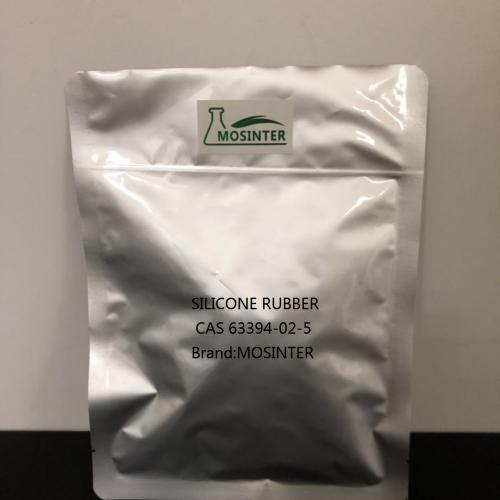 MOSINTER
SILICONE RUBBER
CAS 63394-02-5
Brand:MOSINTER